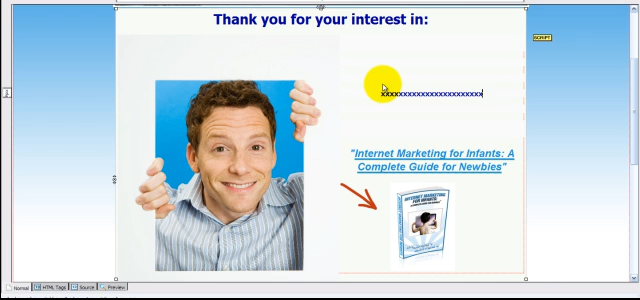 Thank you for your interest in:
SCRIPT
xxxxxxxxxxxxxxxxxxxxxxx
"Internet Marketing for Infants: A
Complete Guide for Newbies"
INTERNET MARKETING
FOR INFANTS:
Normal HTML Tags Source Preview